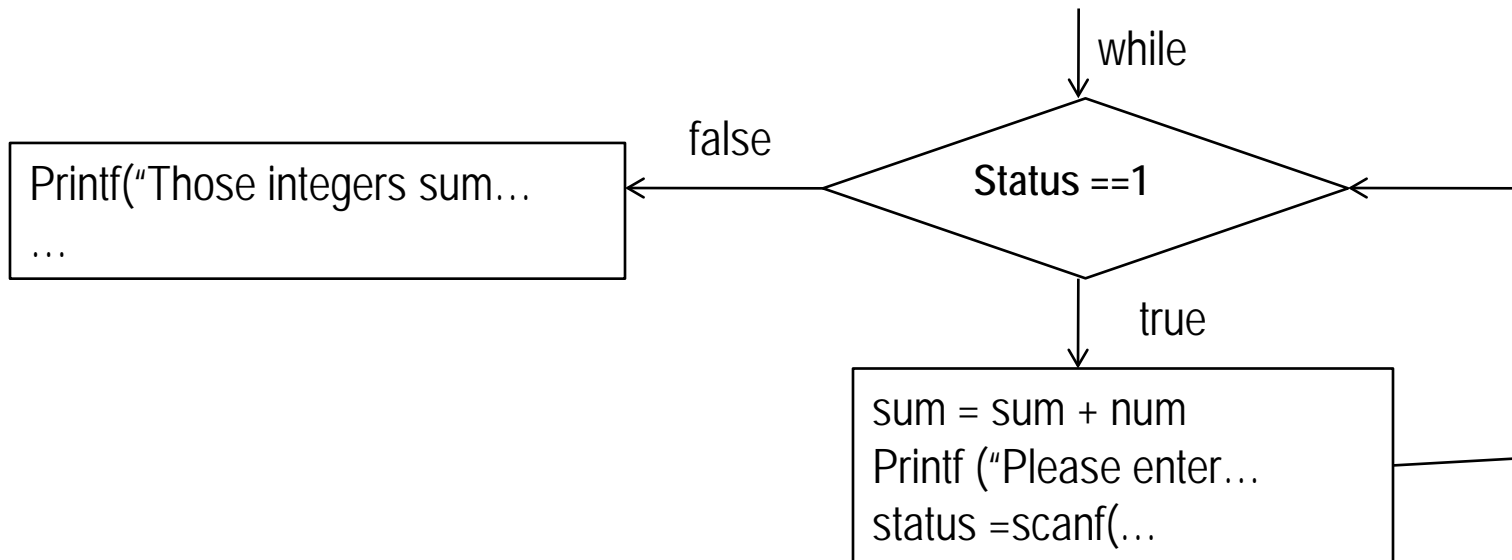 while
false
Status ==1
Printf("Those integers sum…
…
true
sum = sum + num
Printf ("Please enter…
status =scanf(…